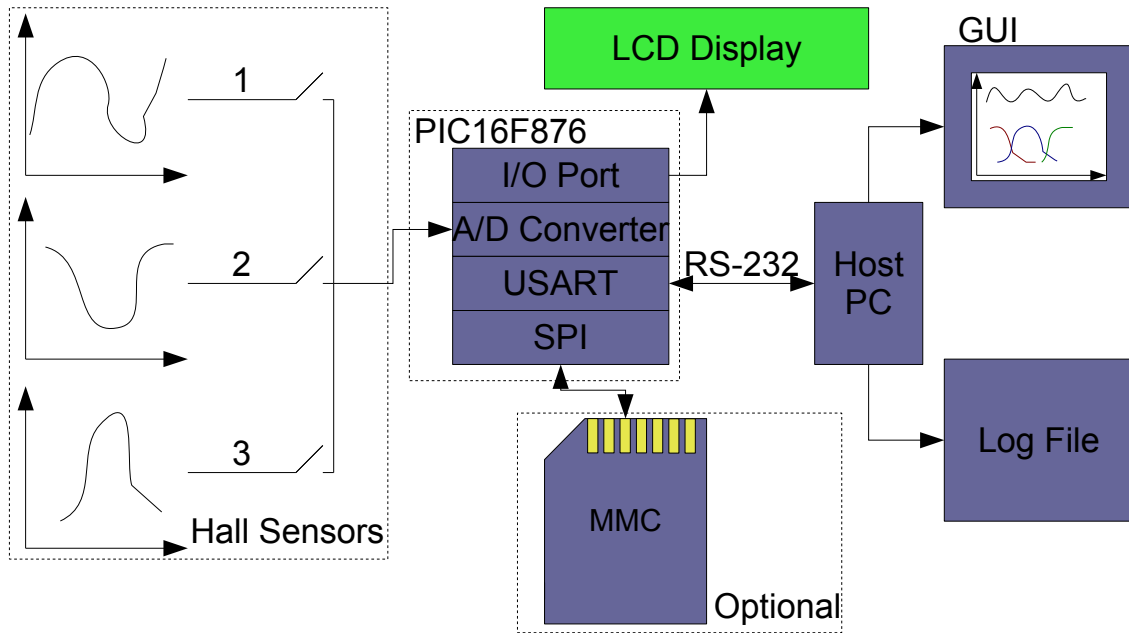 1
2
3
Hall Sensors
PIC16F876
I/O Port
A/D Converter
USART
SPI
LCD Display
RS-232
Host
PC
GUI
Log File
MMC
Optional